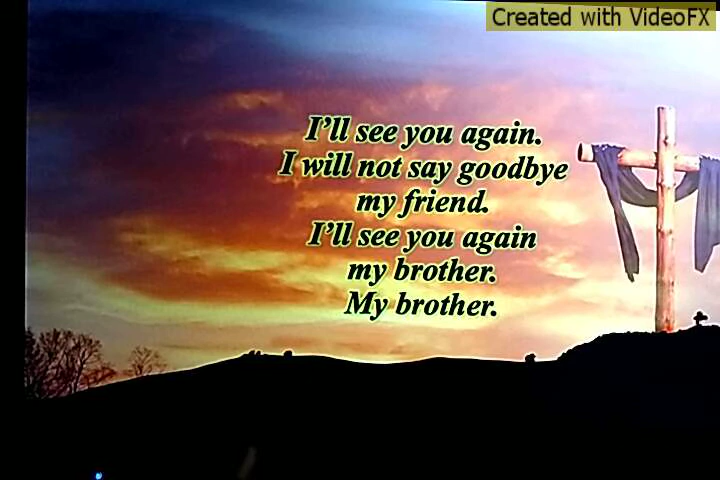 Created with VideoFX
I'll see you again.
I will not say goodbye
my friend.
I'll see you again
my brother.
My brother.